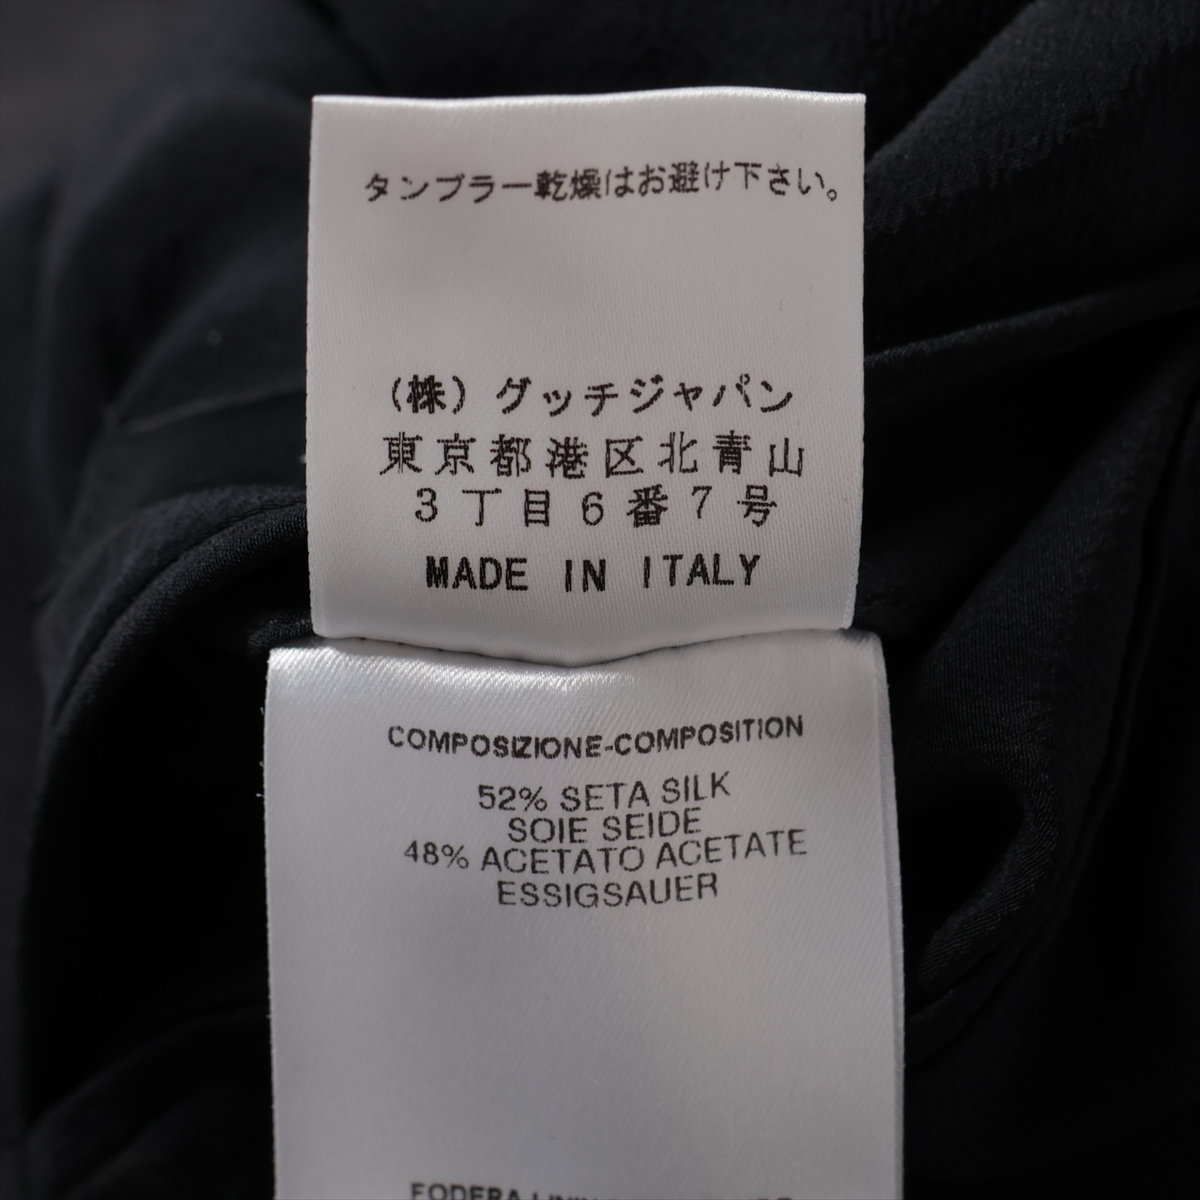 タンブラー乾燥はお避け下さい。
(株)グッチジャパン
東京都港区北青山
3丁目6番7号
MADE IN ITALY
COMPOSIZIONE-COMPOSITION
52% SETA SILK
SOIE SEIDE
48% ACETATO ACETATE
ESSIGSAUER
FODERA